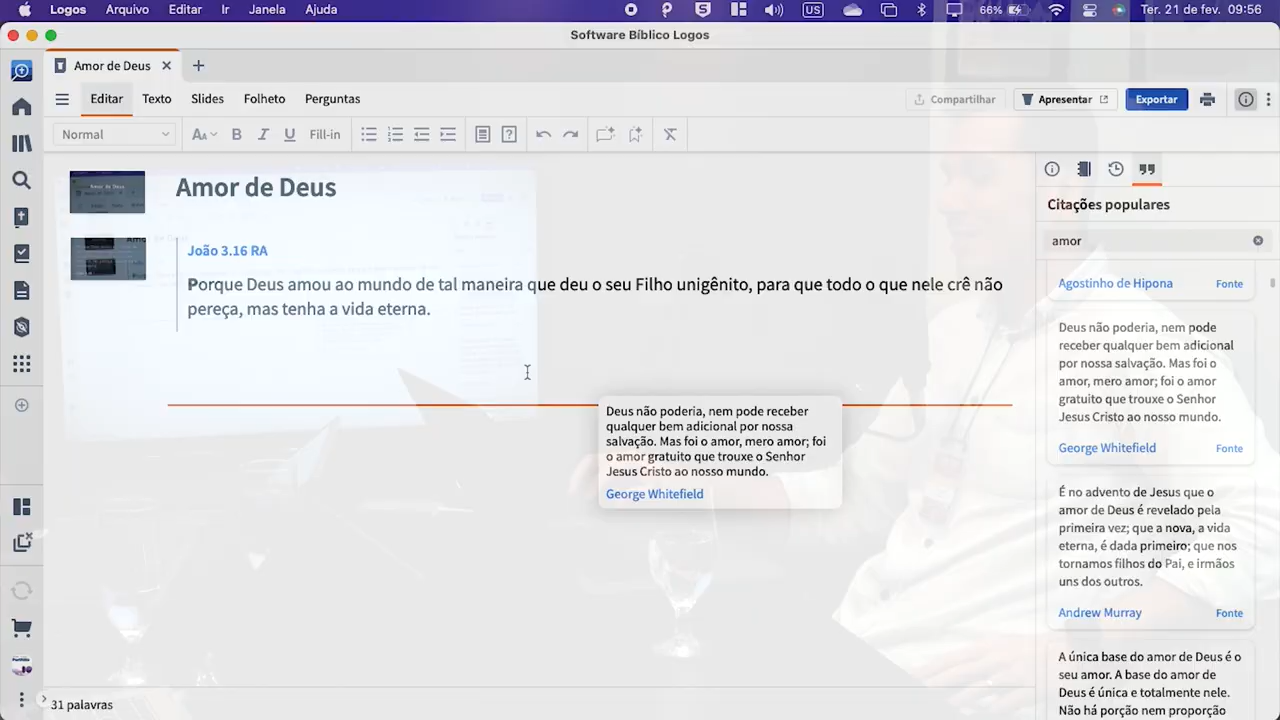 Logos Arquivo Editar Ir Janela Ajuda US 66% Ter. 21 de fev. 09:56
Software Bíblico Logos
Amor de Deus
Editar Texto Slides Folheto Perguntas Compartilhar Apresentar Exportar
Normal AA B I U Fill-in
Amor de Deus
João 3.16 RA
Porque Deus amou ao mundo de tal maneira que deu o seu Filho unigênito, para que todo o que nele crê não
pereça, mas tenha a vida eterna.
Deus não poderia, nem pode receber
qualquer bem adicional por nossa
salvação. Mas foi o amor, mero amor; foi
o amor gratuito que trouxe o Senhor
Jesus Cristo ao nosso mundo.
George Whitefield
Citações populares
amor
Agostinho de Hipona Fonte
Deus não poderia, nem pode
receber qualquer bem adicional
por nossa salvação. Mas foi o
amor, mero amor; foi o amor
gratuito que trouxe o Senhor
Jesus Cristo ao nosso mundo.
George Whitefield Fonte
É no advento de Jesus que o
amor de Deus é revelado pela
primeira vez; que a nova, a vida
eterna, é dada primeiro; que nos
tornamos filhos do Pai, e irmãos
uns dos outros.
Andrew Murray Fonte
A única base do amor de Deus é o
seu amor. A base do amor de
Deus é única e totalmente nele.
Não há porção nem proporção
31 palavras